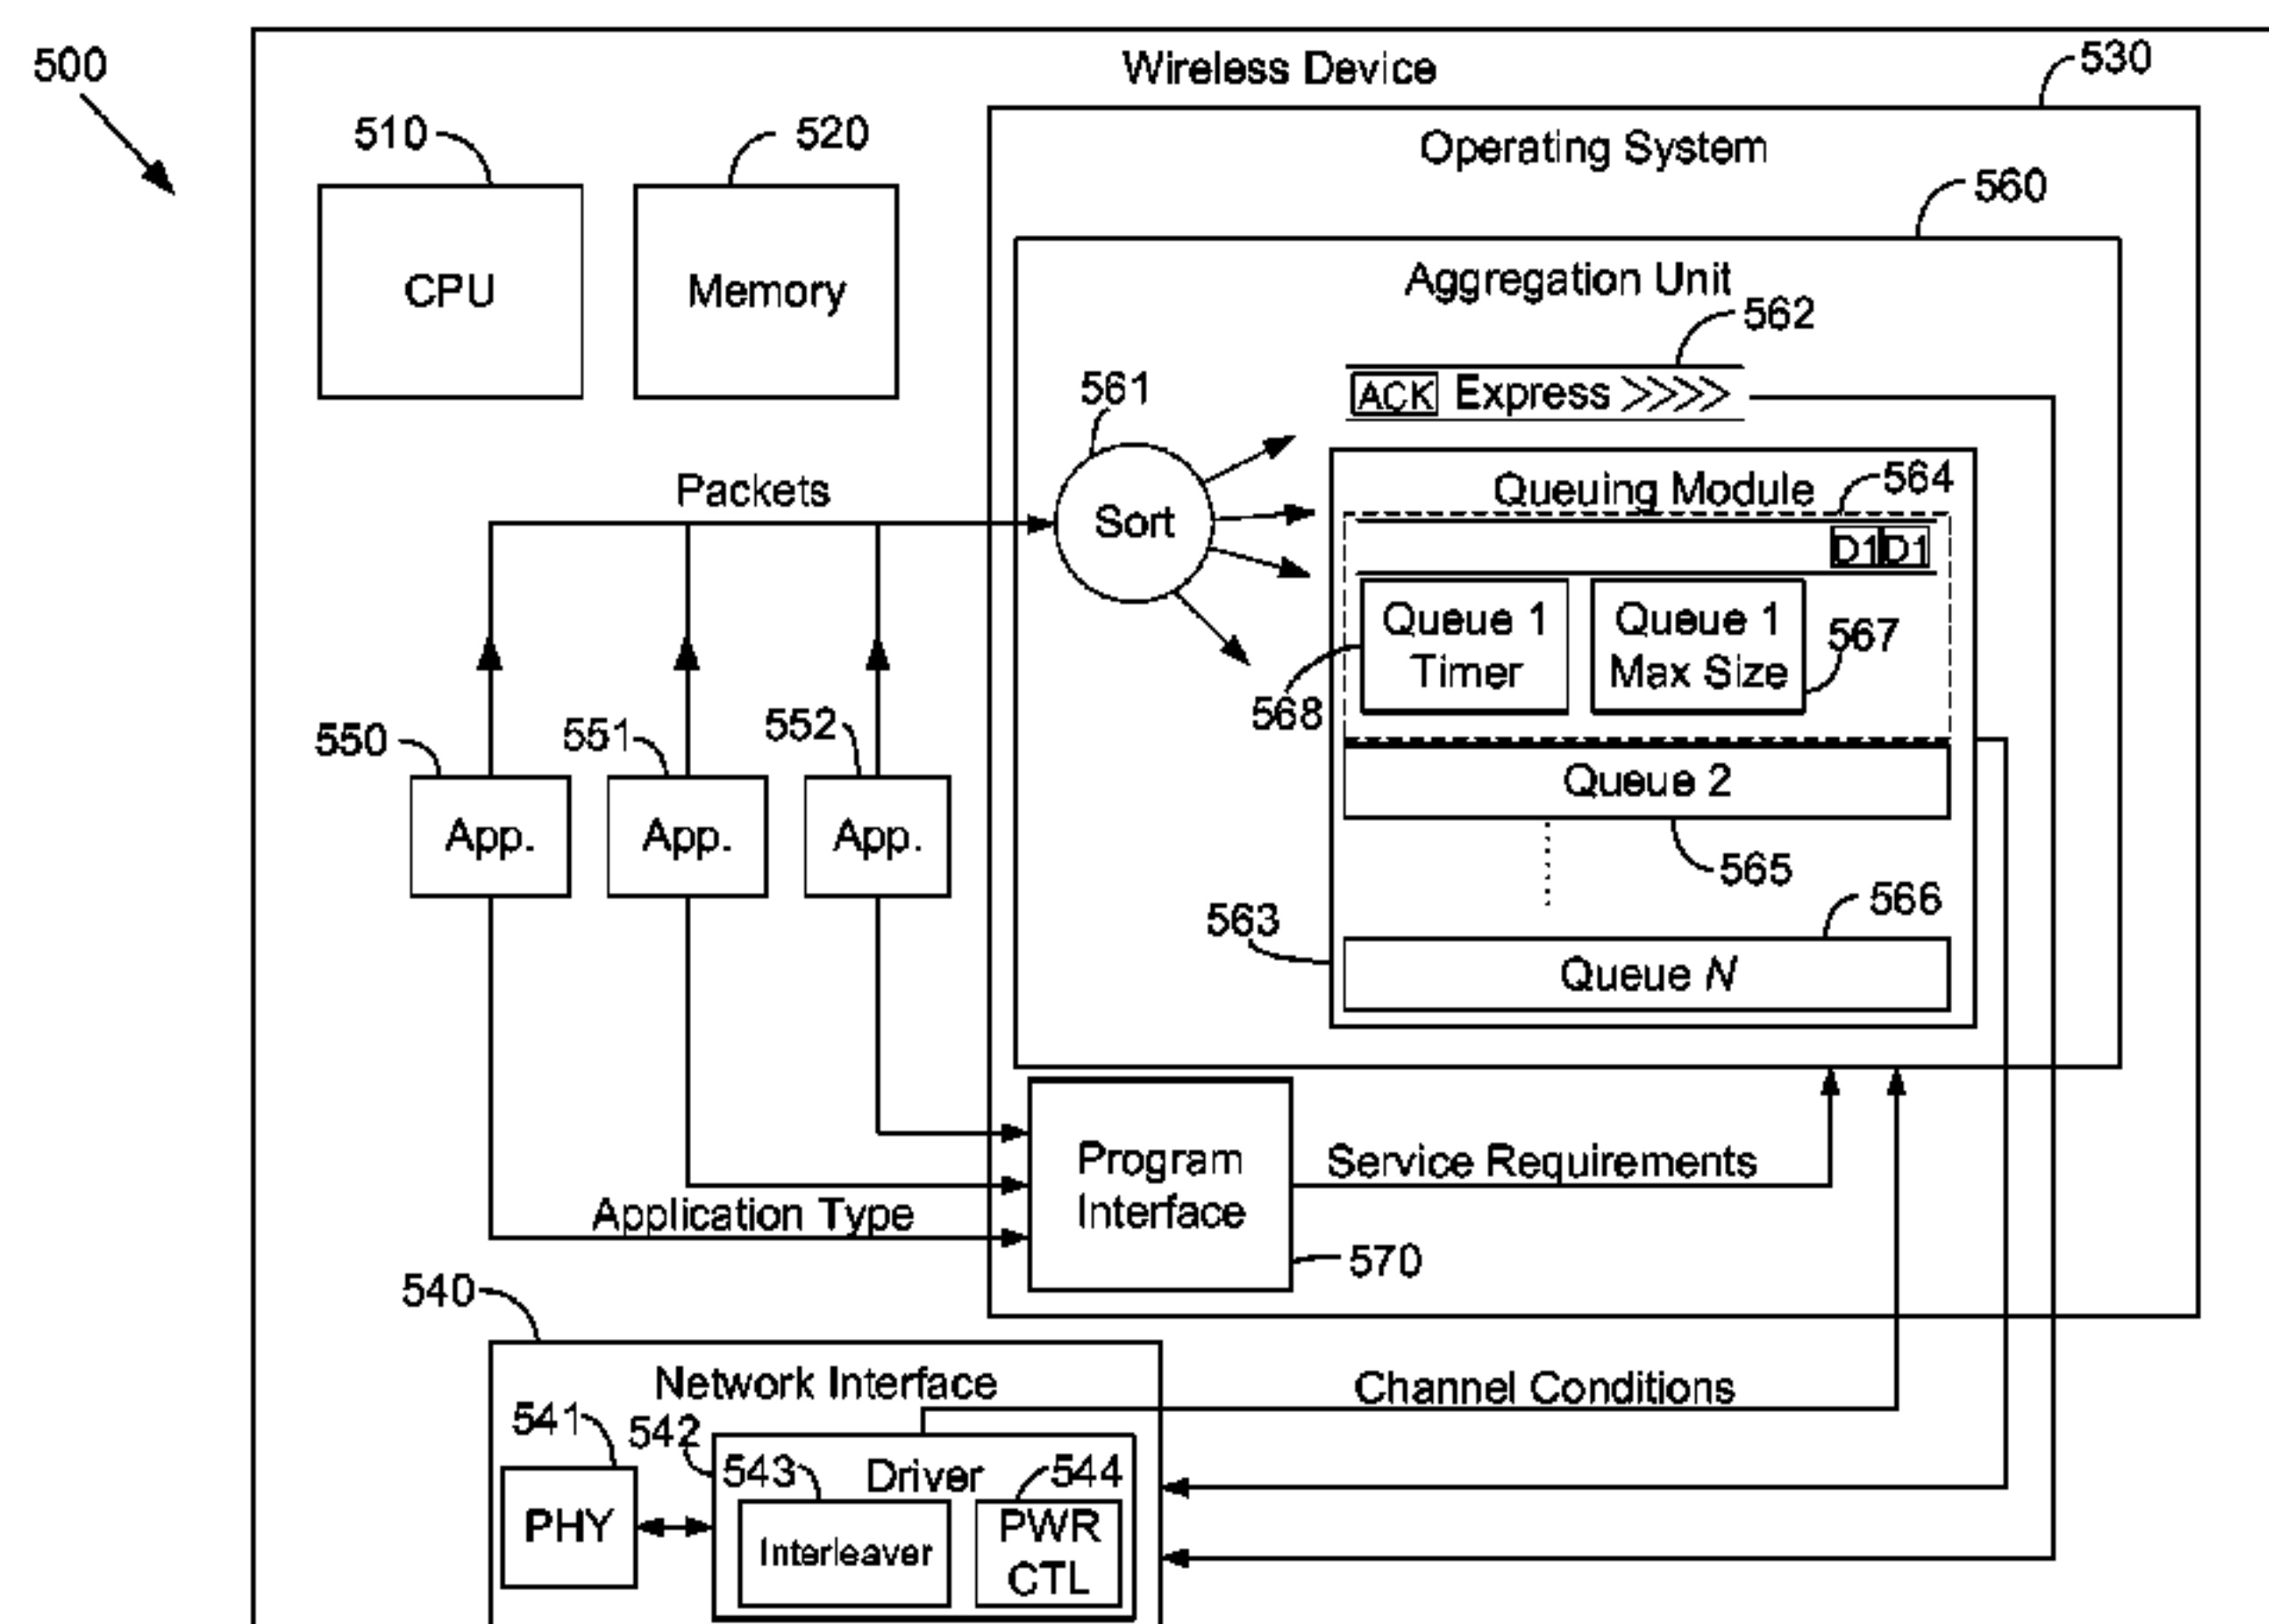 500
Wireless Device
530
510
520
Operating System
CPU
Memory
560
Aggregation Unit
562
561
ACK Express
Packets
Sort
Queuing Module
564
D1 D1
Queue 1
Timer
Queue 1
Max Size
567
568
550
551
552
App.
App.
App.
Queue 2
565
563
566
Queue N
Program
Interface
Service Requirements
Application Type
570
540
Network Interface
Channel Conditions
541
542
543
Driver
544
PHY
Interleaver
PWR
CTL